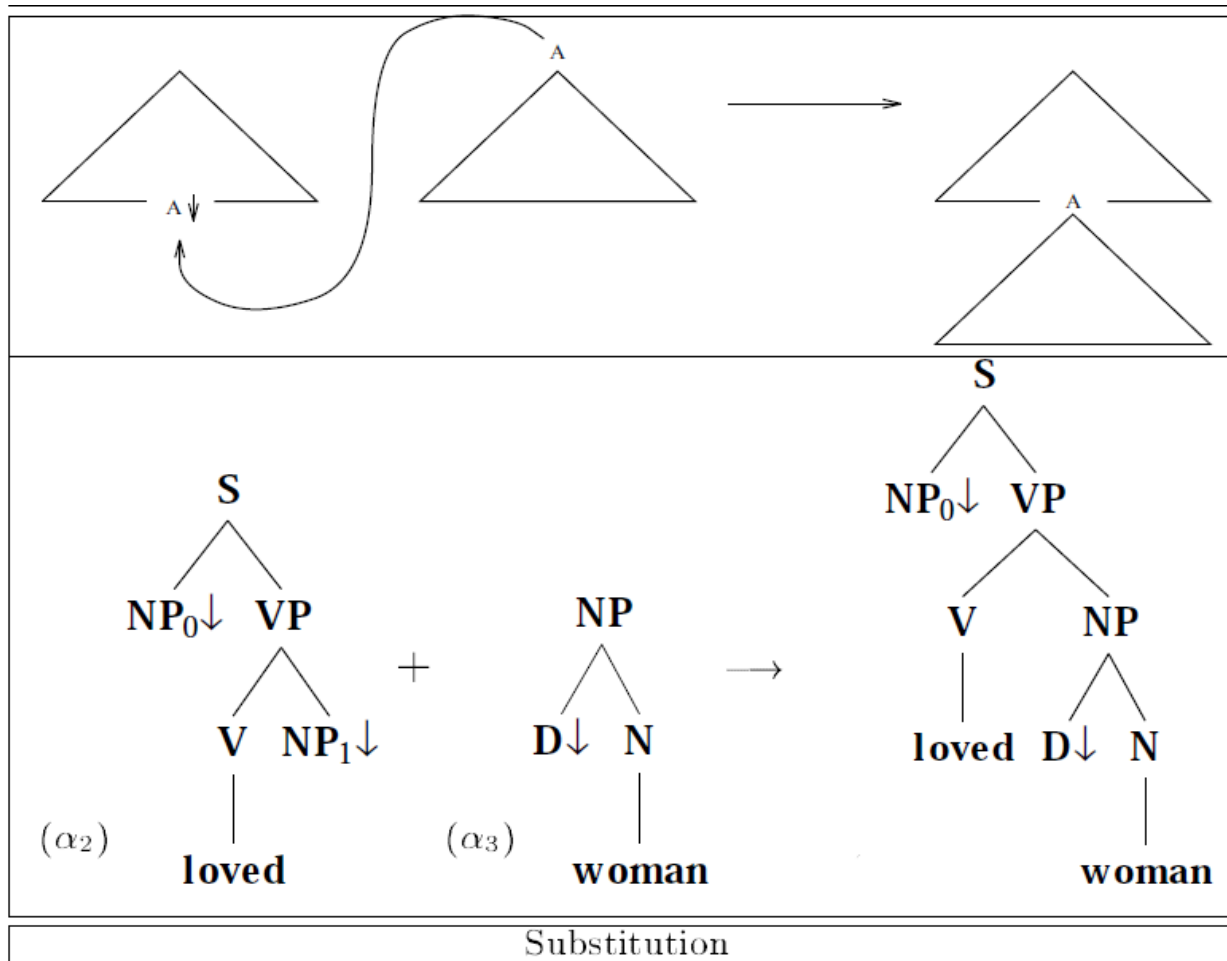 A
A↓ A
S
S
NP₀↓ VP
NP₀↓ VP NP V NP
+ →
V NP₁↓ D↓ N loved D↓ N
(α₂) (α₃)
loved woman woman
Substitution